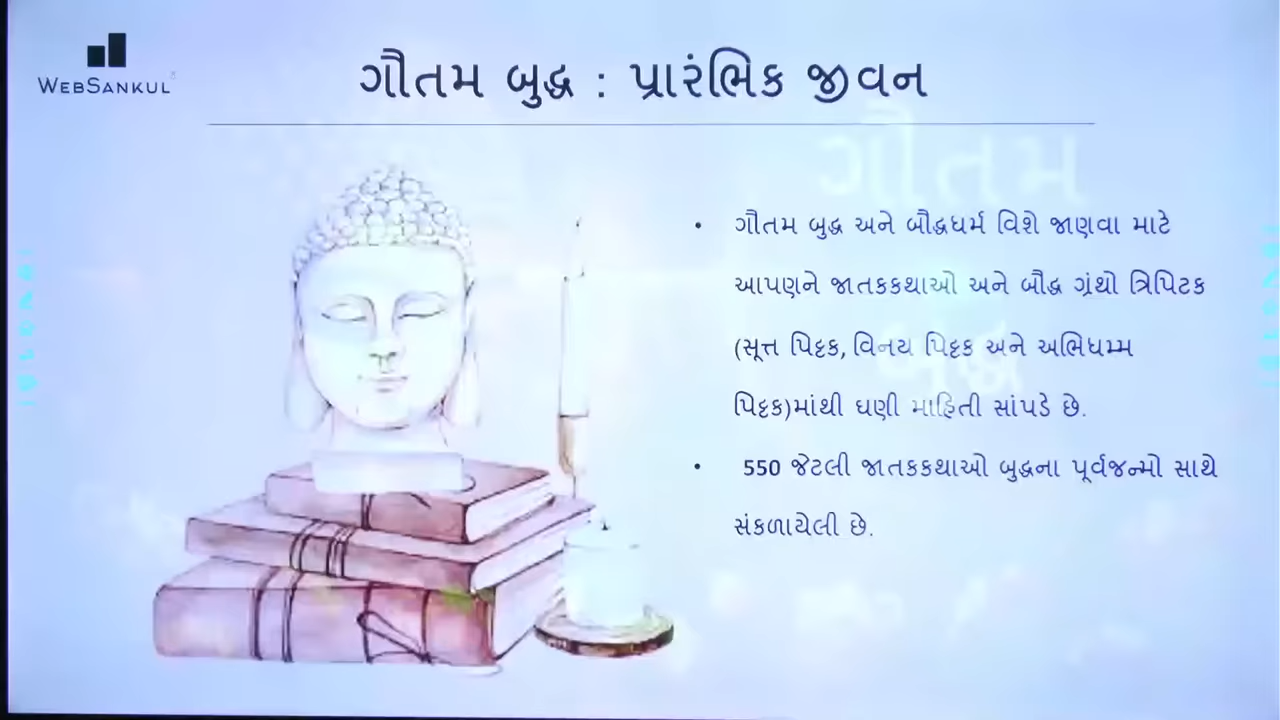 WEBSANKUL
ગૌતમ બુદ્ધ : પ્રારંભિક જીવન
ગૌતમ
• ગૌતમ બુદ્ધ અને બૌદ્ધધર્મ વિશે જાણવા માટે
આપણને જાતકકથાઓ અને બૌદ્ધ ગ્રંથો ત્રિપિટક
(સૂત્ત પિટ્ટક, વિનય પિટ્ટક અને અભિધમ્મ
પિટ્ટક)માંથી ઘણી માહિતી સાંપડે છે.
• 550 જેટલી જાતકકથાઓ બુદ્ધના પૂર્વજન્મો સાથે
સંકળાયેલી છે.